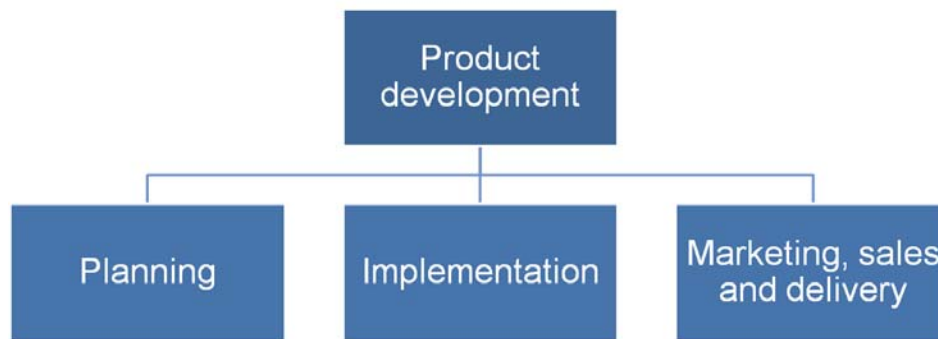 Product
development
Planning
Implementation
Marketing, sales
and delivery